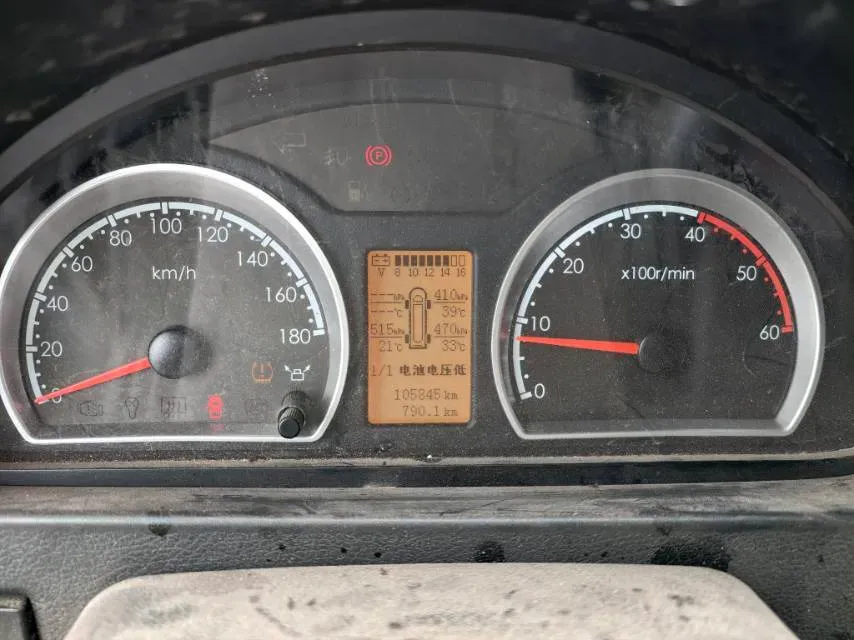 P
0
20
40
60
80
100
120
140
160
180
km/h
V 8 10 12 14 16
---kPa 410kPa
---℃ 39℃
515kPa 470kPa
21℃ 33℃
1/1 电池电压低
105845 km
790.1 km
0
10
20
30
40
50
60
x100r/min